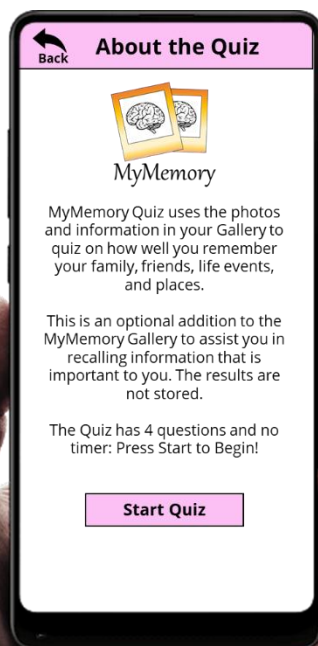 Back
About the Quiz
MyMemory
MyMemory Quiz uses the photos
and information in your Gallery to
quiz on how well you remember
your family, friends, life events,
and places.
This is an optional addition to the
MyMemory Gallery to assist you in
recalling information that is
important to you. The results are
not stored.
The Quiz has 4 questions and no
timer: Press Start to Begin!
Start Quiz